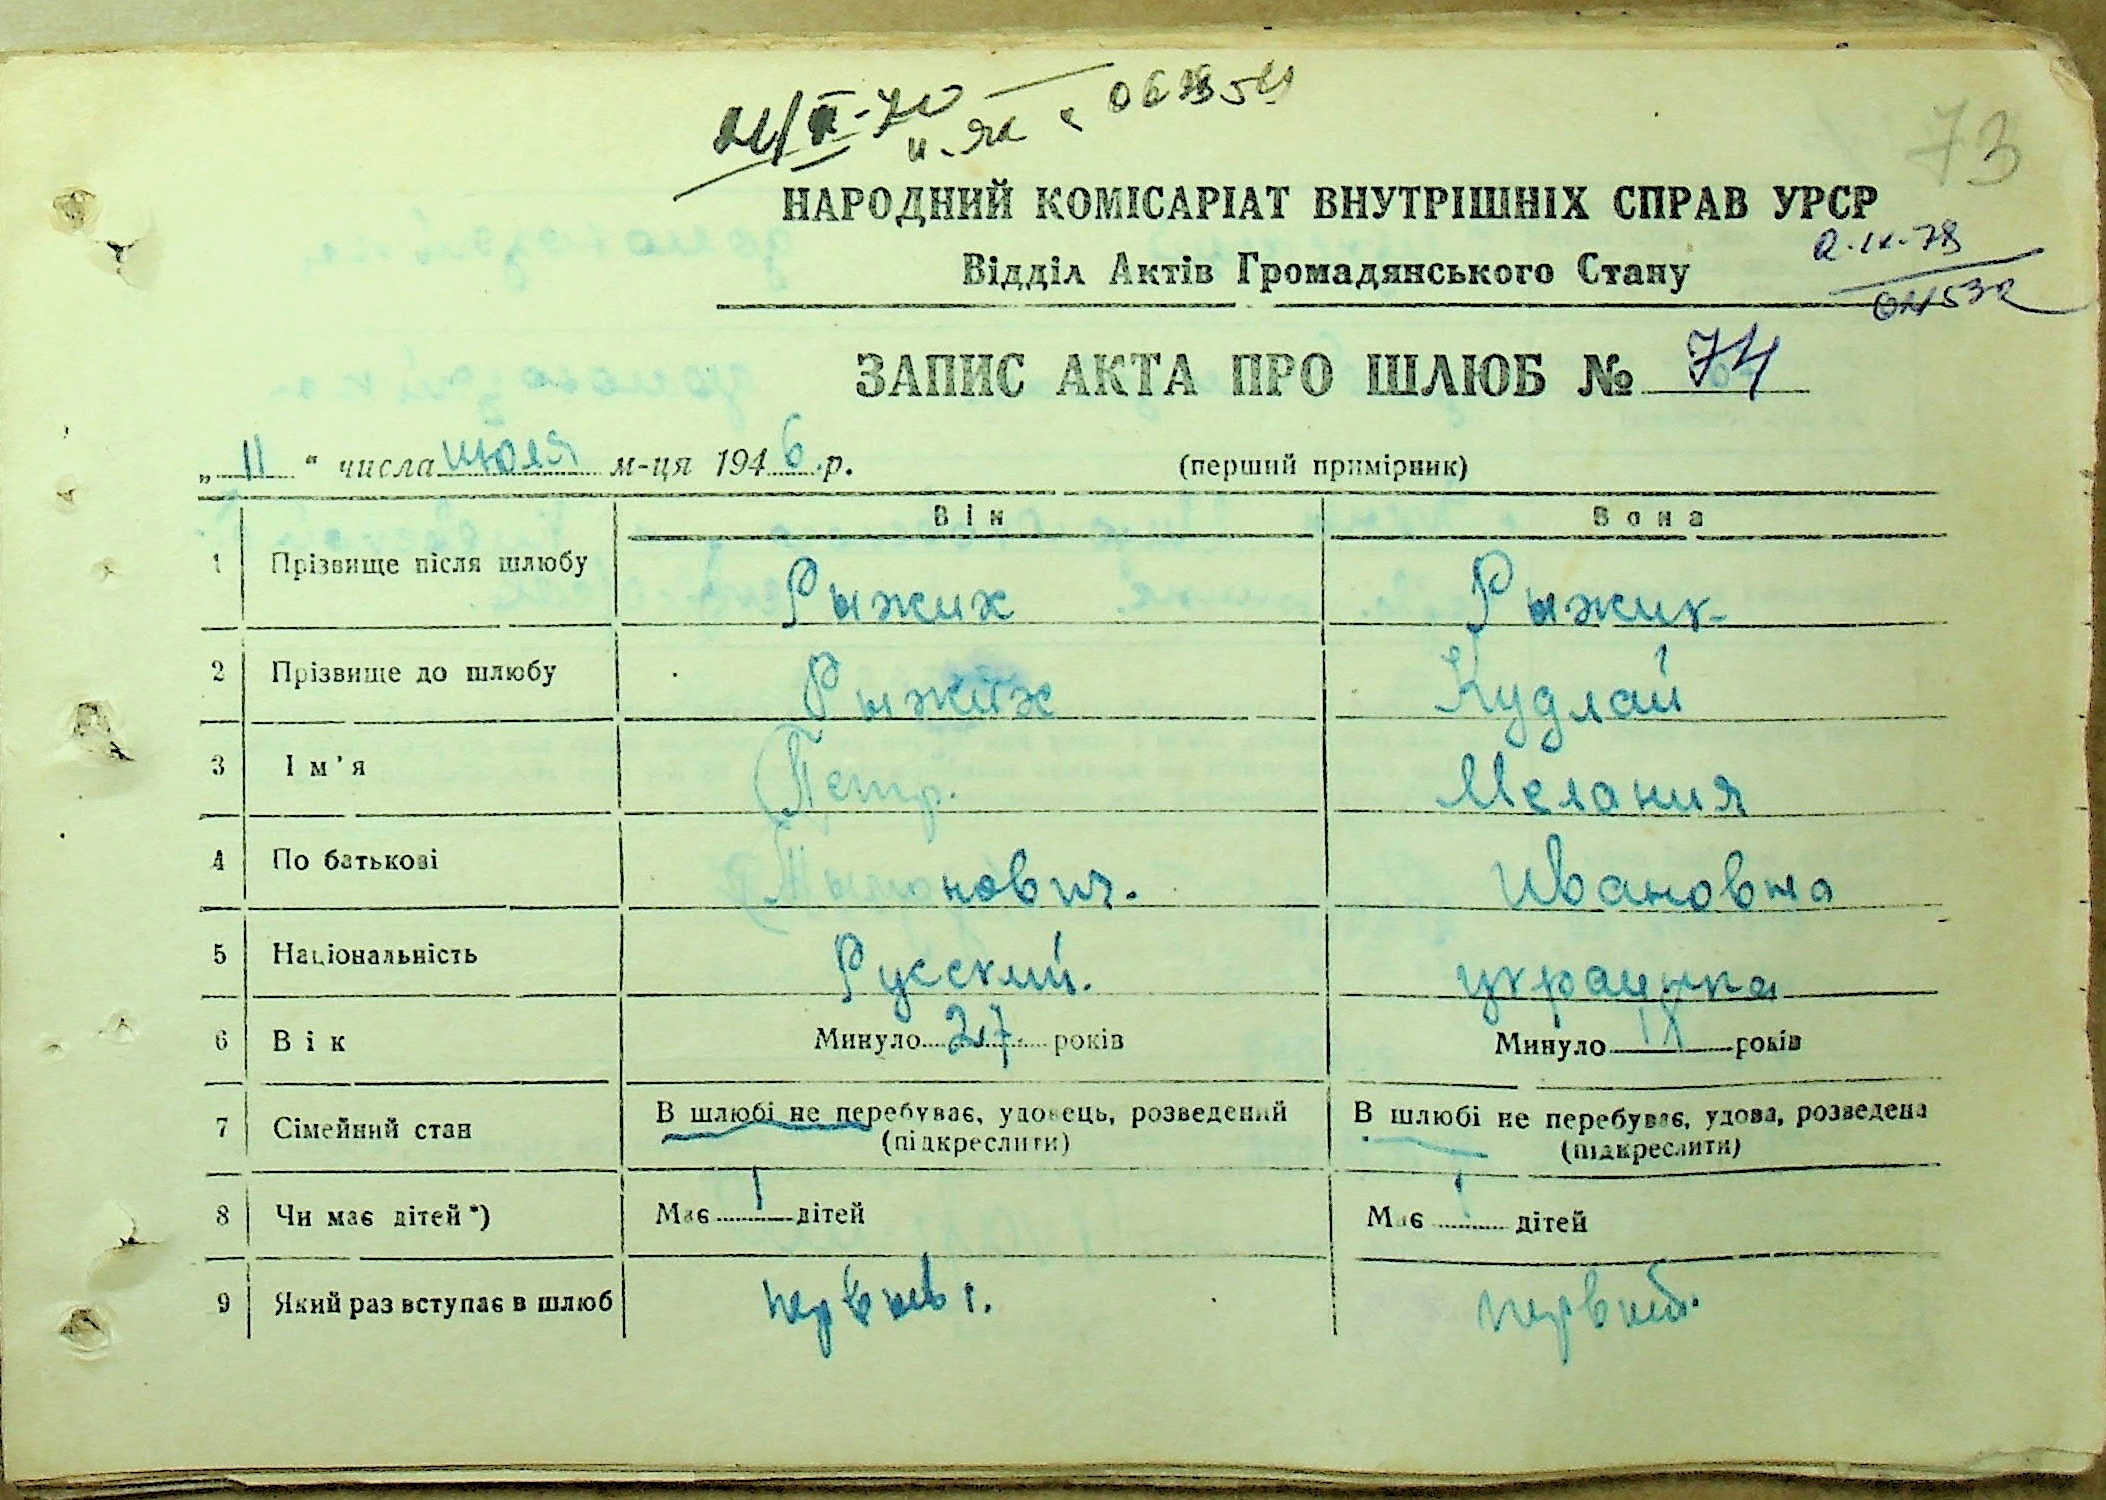 73
НАРОДНИЙ КОМІСАРІАТ ВНУТРІШНІХ СПРАВ УРСР
Відділ Актів Громадянського Стану
ЗАПИС АКТА ПРО ШЛЮБ № 74
„ 11 “ числа июля м-ця 1946 р. (перший примірник)
Він Вона
1 Прізвище після шлюбу Рыжих Рыжих
2 Прізвище до шлюбу Рыжих Кудлай
3 Ім'я Петр. Мелания
4 По батькові Ивановна
5 Національність Русский. украинка
6 Вік Минуло 27 років Минуло 18 років
7 Сімейний стан В шлюбі не перебуває, удовець, розведений (підкреслити) В шлюбі не перебуває, удова, розведена (підкреслити)
8 Чи має дітей*) Має 1 дітей Має 1 дітей
9 Який раз вступає в шлюб первый. первый.